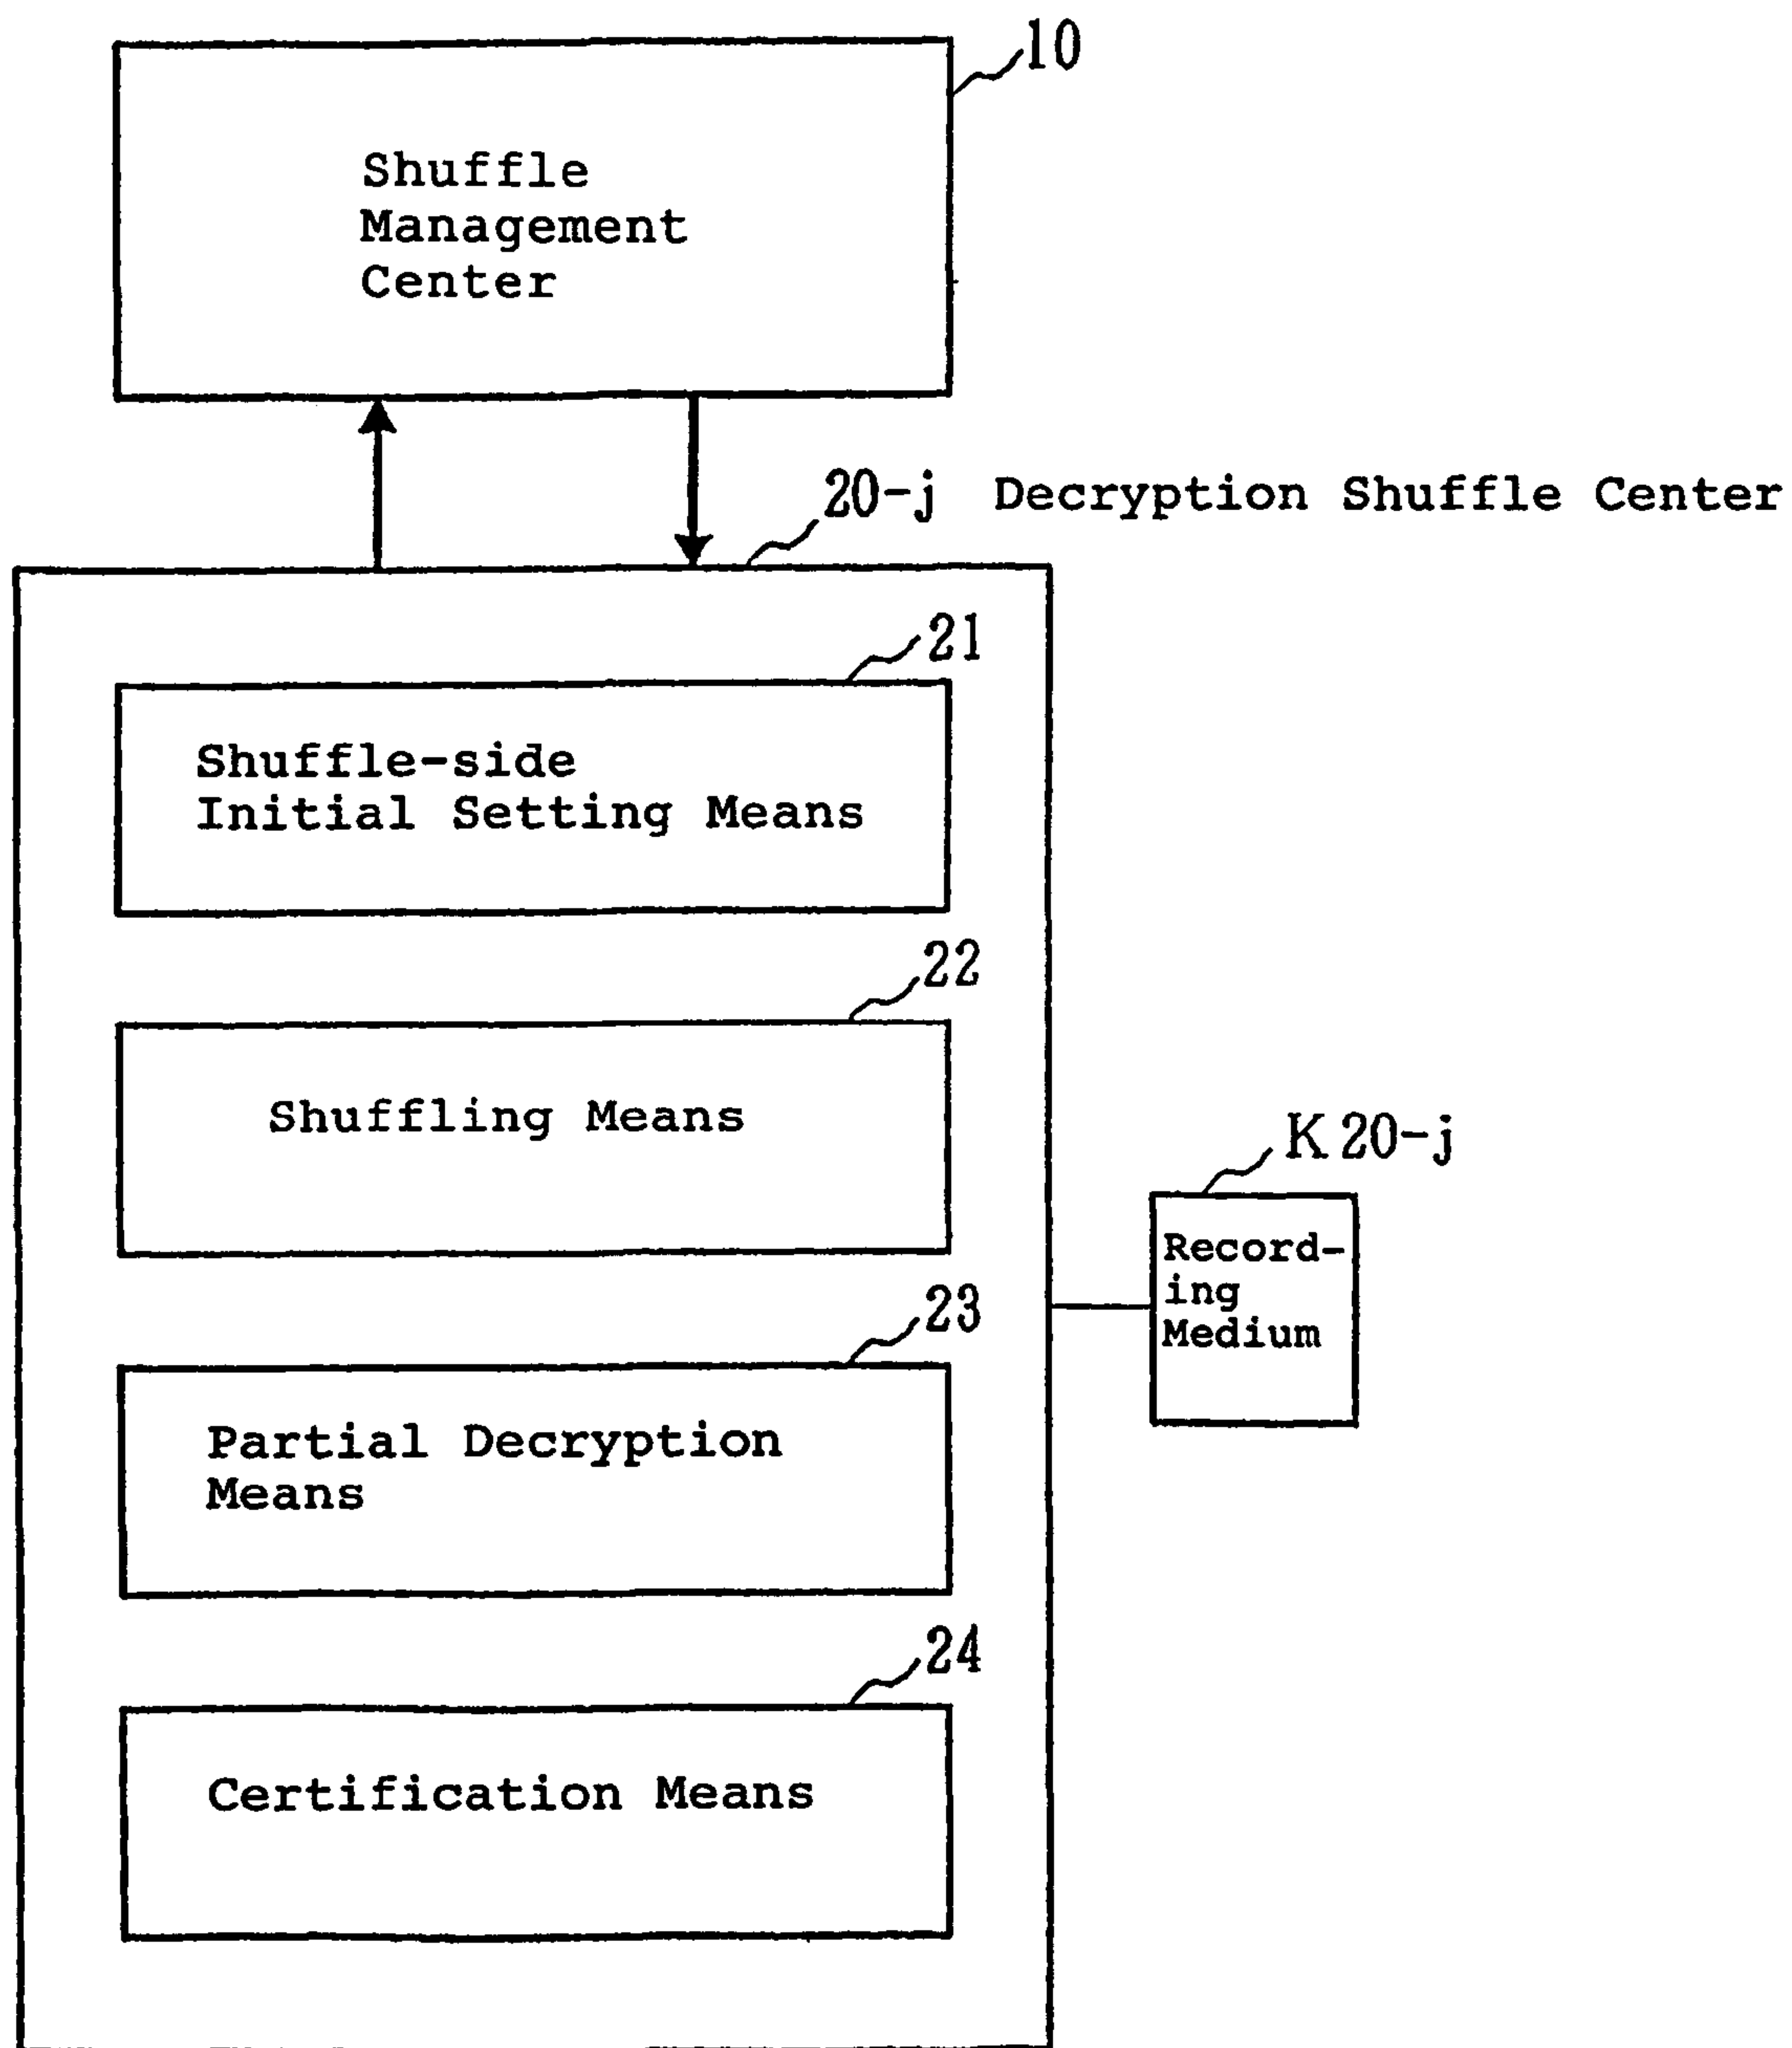 10
Shuffle
Management
Center
20-j Decryption Shuffle Center
21
Shuffle-side
Initial Setting Means
22
Shuffling Means
K20-j
Record-
ing
Medium
23
Partial Decryption
Means
24
Certification Means